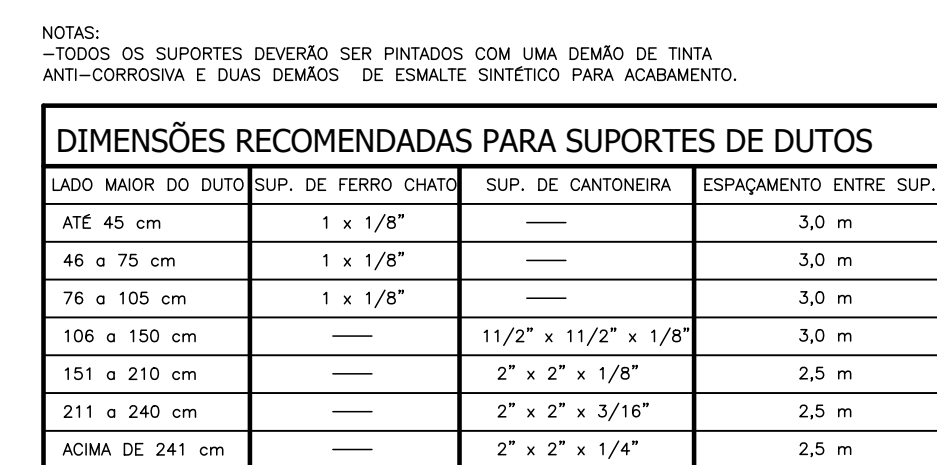 NOTAS:
-TODOS OS SUPORTES DEVERÃO SER PINTADOS COM UMA DEMÃO DE TINTA
ANTI-CORROSIVA E DUAS DEMÃOS DE ESMALTE SINTÉTICO PARA ACABAMENTO.
DIMENSÕES RECOMENDADAS PARA SUPORTES DE DUTOS
LADO MAIOR DO DUTO SUP. DE FERRO CHATO SUP. DE CANTONEIRA ESPAÇAMENTO ENTRE SUP.
ATÉ 45 cm 1 x 1/8" — 3,0 m
46 a 75 cm 1 x 1/8" — 3,0 m
76 a 105 cm 1 x 1/8" — 3,0 m
106 a 150 cm — 11/2" x 11/2" x 1/8" 3,0 m
151 a 210 cm — 2" x 2" x 1/8" 2,5 m
211 a 240 cm — 2" x 2" x 3/16" 2,5 m
ACIMA DE 241 cm — 2" x 2" x 1/4" 2,5 m